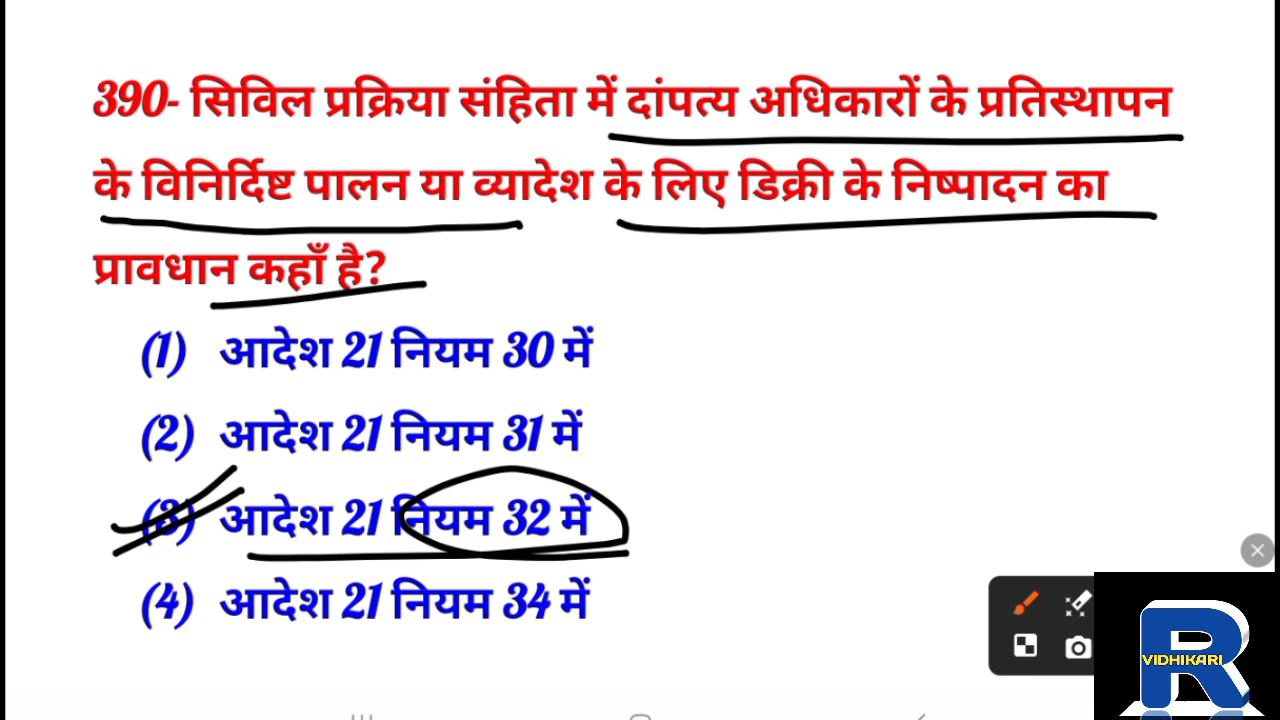 390- सिविल प्रक्रिया संहिता में दांपत्य अधिकारों के प्रतिस्थापन
के विनिर्दिष्ट पालन या व्यादेश के लिए डिक्री के निष्पादन का
प्रावधान कहाँ है?
(1) आदेश 21 नियम 30 में
(2) आदेश 21 नियम 31 में
(3) आदेश 21 नियम 32 में
(4) आदेश 21 नियम 34 में
R
VIDHIKARI